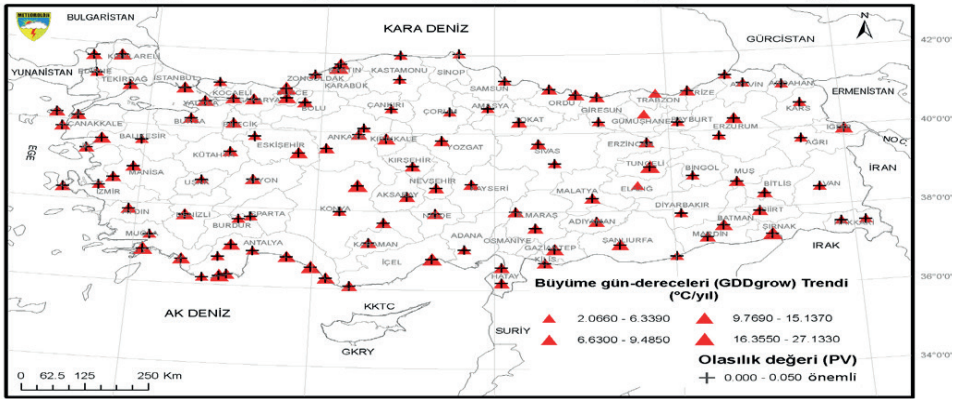 METEOROLOJİ
BULGARİSTAN
KARA DENİZ
GÜRCİSTAN
N
42°0'0"
YUNANİSTAN
KIRKLARELİ
EDİRNE
TEKİRDAĞ
İSTANBUL
KOCAELİ
ZONGULDAK
KARABÜK
KASTAMONU
SİNOP
SAMSUN
ORDU
GİRESUN
TRABZON
RİZE
ARTVİN
ARDAHAN
ERMENİSTAN
KARS
BOLU
ÇANKIRI
ÇORUM
AMASYA
TOKAT
GÜMÜŞHANE
BAYBURT
ERZURUM
40°0'0"
ÇANAKKALE
BALIKESİR
BURSA
BİLECİK
ESKİŞEHİR
ANKARA
KIRIKKALE
YOZGAT
SİVAS
ERZİNCAN
AĞRI
IĞDIR
NOC.
EGE
KÜTAHYA
KIRŞEHİR
TUNCELİ
BİNGÖL
MUŞ
İRAN
MANİSA
UŞAK
AFYON
NEVŞEHİR
KAYSERİ
MALATYA
ELAZIĞ
BİTLİS
VAN
İZMİR
AKSARAY
38°0'0"
AYDIN
DENİZLİ
ISPARTA
KONYA
NİĞDE
MARAŞ
ADIYAMAN
DİYARBAKIR
BATMAN
SİİRT
HAKKARİ
MUĞLA
BURDUR
ANTALYA
KARAMAN
ADANA
OSMANİYE
GAZİANTEP
ŞANLIURFA
MARDİN
ŞIRNAK
İÇEL
KİLİS
IRAK
HATAY
36°0'0"
AK DENİZ
KKTC
GKRY
SURİY
Büyüme gün-dereceleri (GDDgrow) Trendi
(°C/yıl)
2.0660 - 6.3390
9.7690 - 15.1370
6.6300 - 9.4850
16.3550 - 27.1330
Olasılık değeri (PV)
0.000 - 0.050 önemli
34°0'0"
0 62.5 125 250 Km